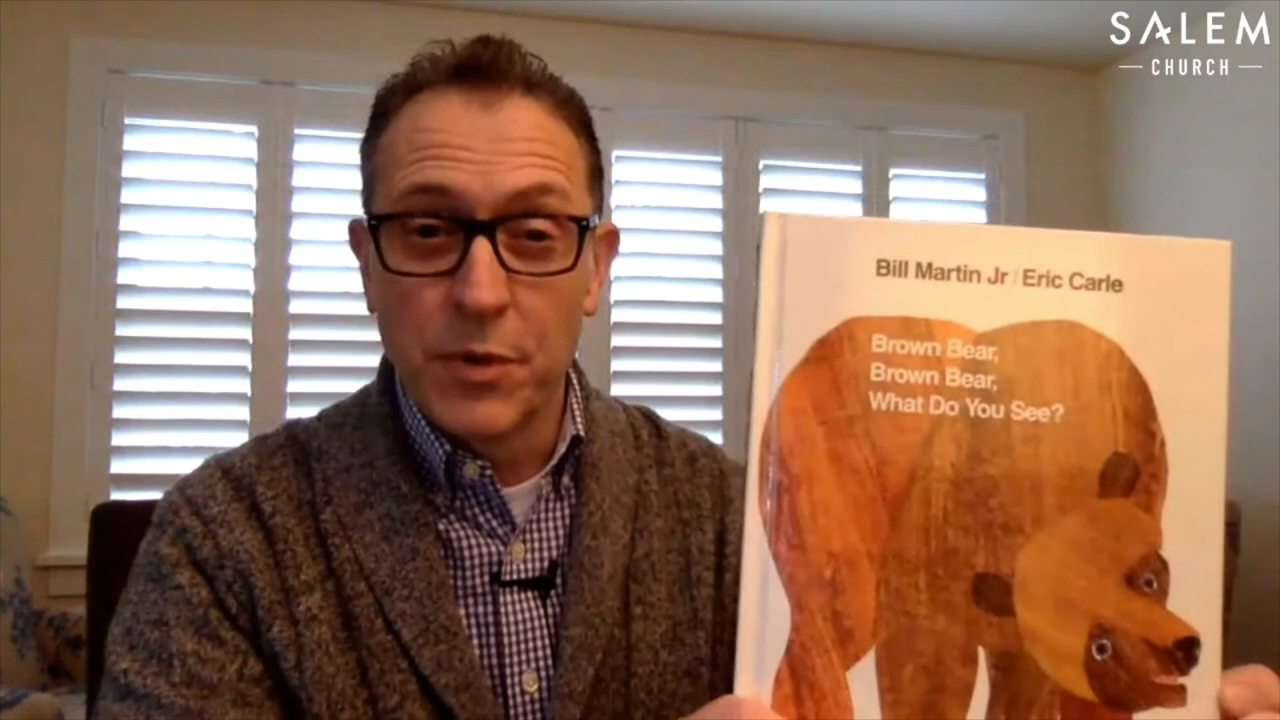 SALEM
CHURCH
Bill Martin Jr / Eric Carle
Brown Bear,
Brown Bear,
What Do You See?